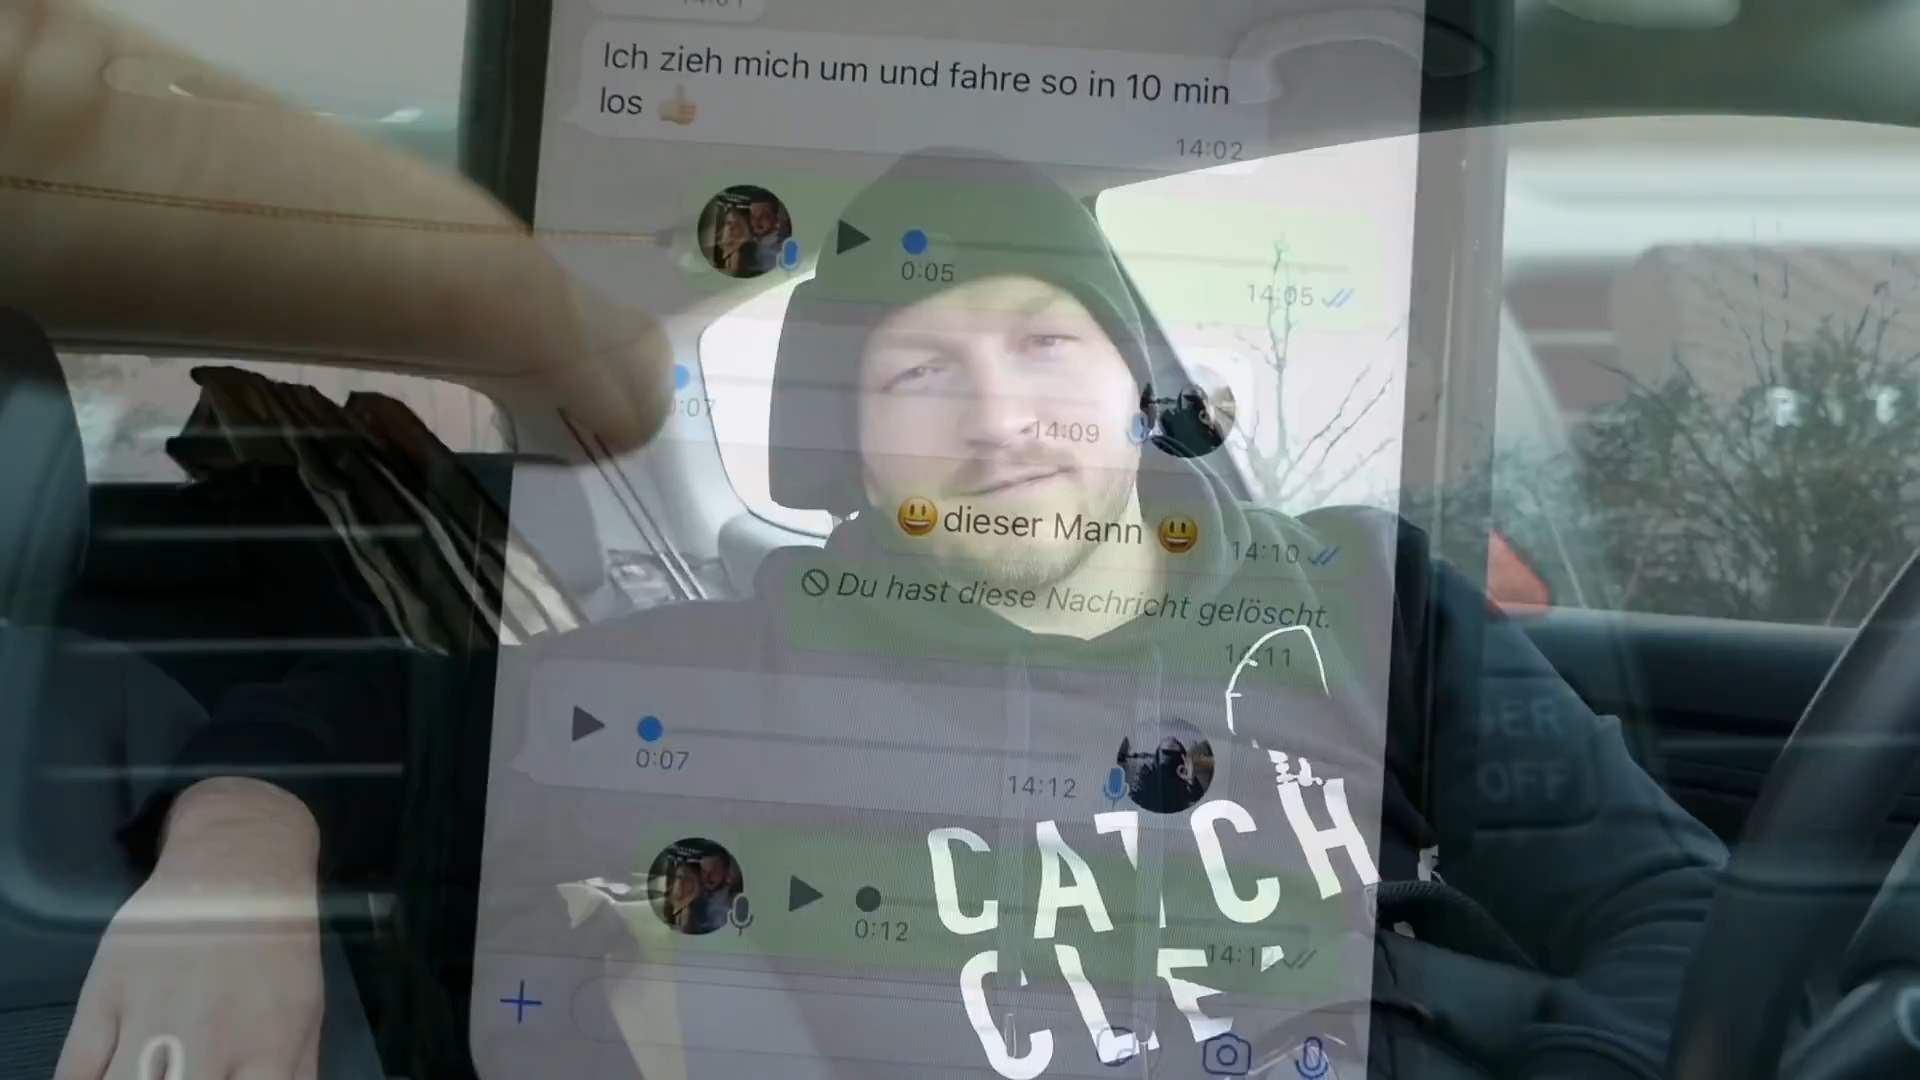 Ich zieh mich um und fahre so in 10 min
los 👍🏼
14:02
0:05
14:05
0:07
14:09
😃dieser Mann 😃
14:10
Du hast diese Nachricht gelöscht.
14:11
0:07
14:12
0:12
CATCH
OFF